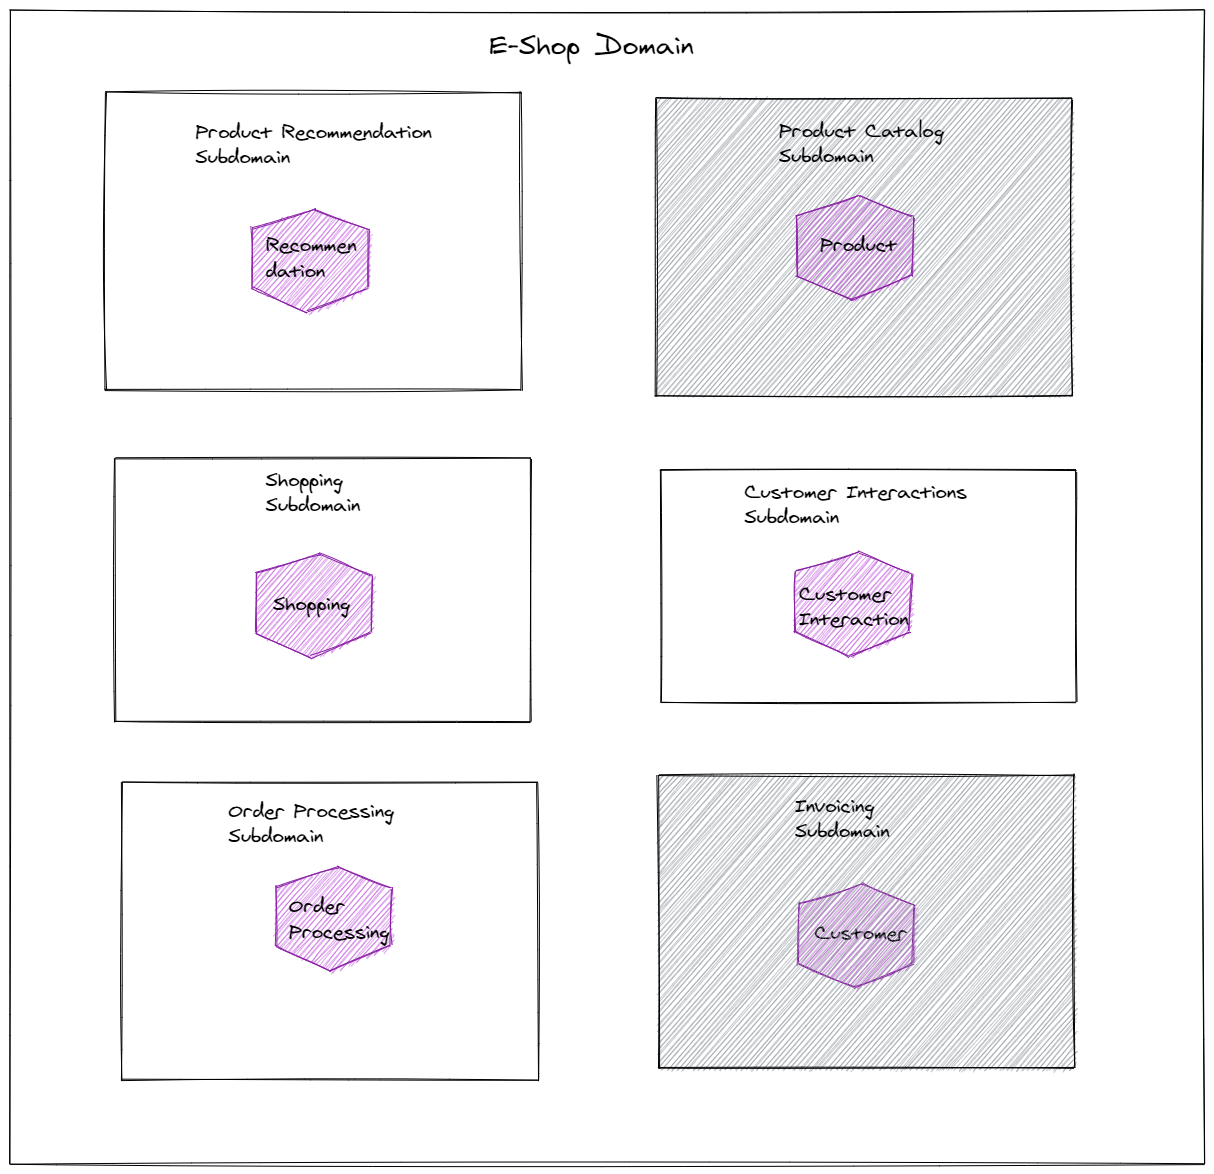 E-Shop Domain
Product Recommendation
Subdomain
Recommen
dation
Product Catalog
Subdomain
Product
Shopping
Subdomain
Shopping
Customer Interactions
Subdomain
Customer
Interaction
Order Processing
Subdomain
Order
Processing
Invoicing
Subdomain
Customer